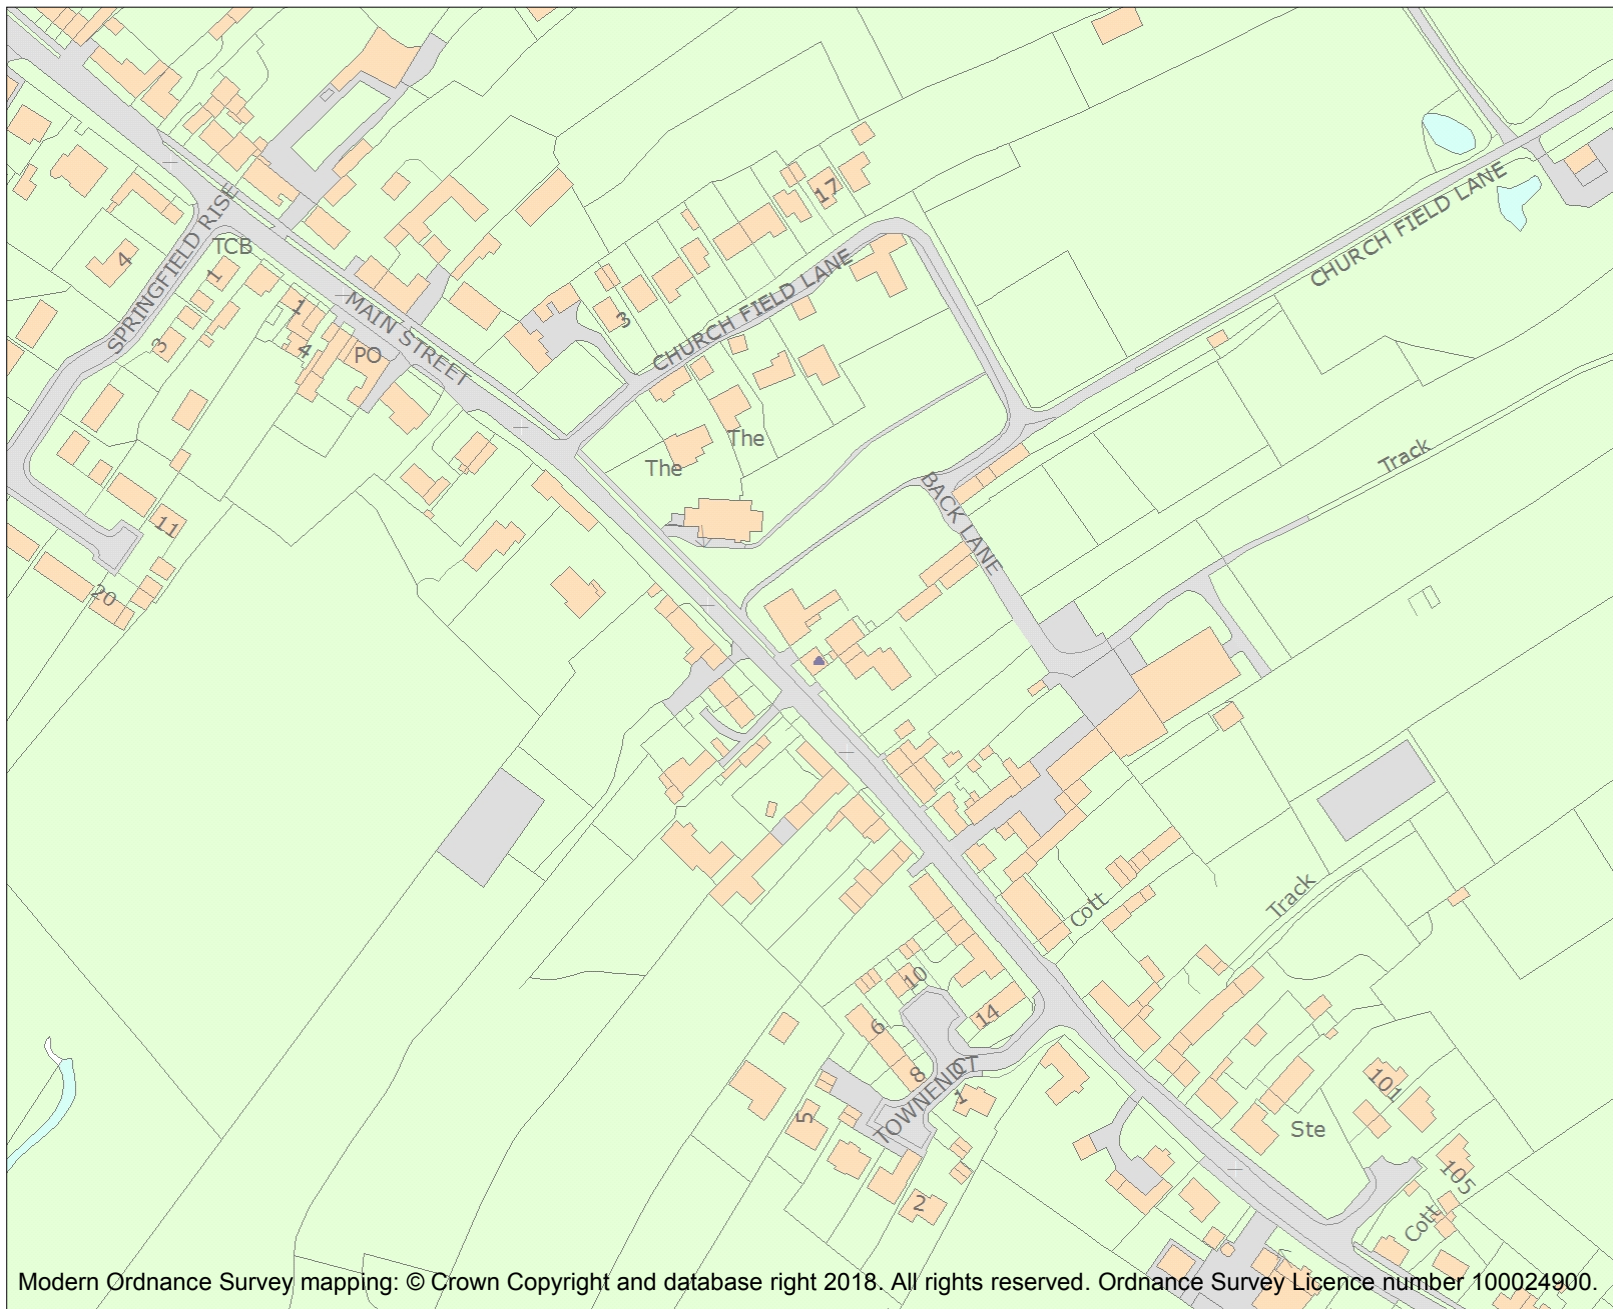 17
CHURCH FIELD LANE
SPRINGFIELD RISE
TCB
4
1
3
MAIN STREET
1
4
PO
3
CHURCH FIELD LANE
The
The
Track
BACK LANE
11
20
Cott
Track
10
14
6
8
TOWNEND
CT
1
5
2
101
Ste
105
Cott
Modern Ordnance Survey mapping: © Crown Copyright and database right 2018. All rights reserved. Ordnance Survey Licence number 100024900.